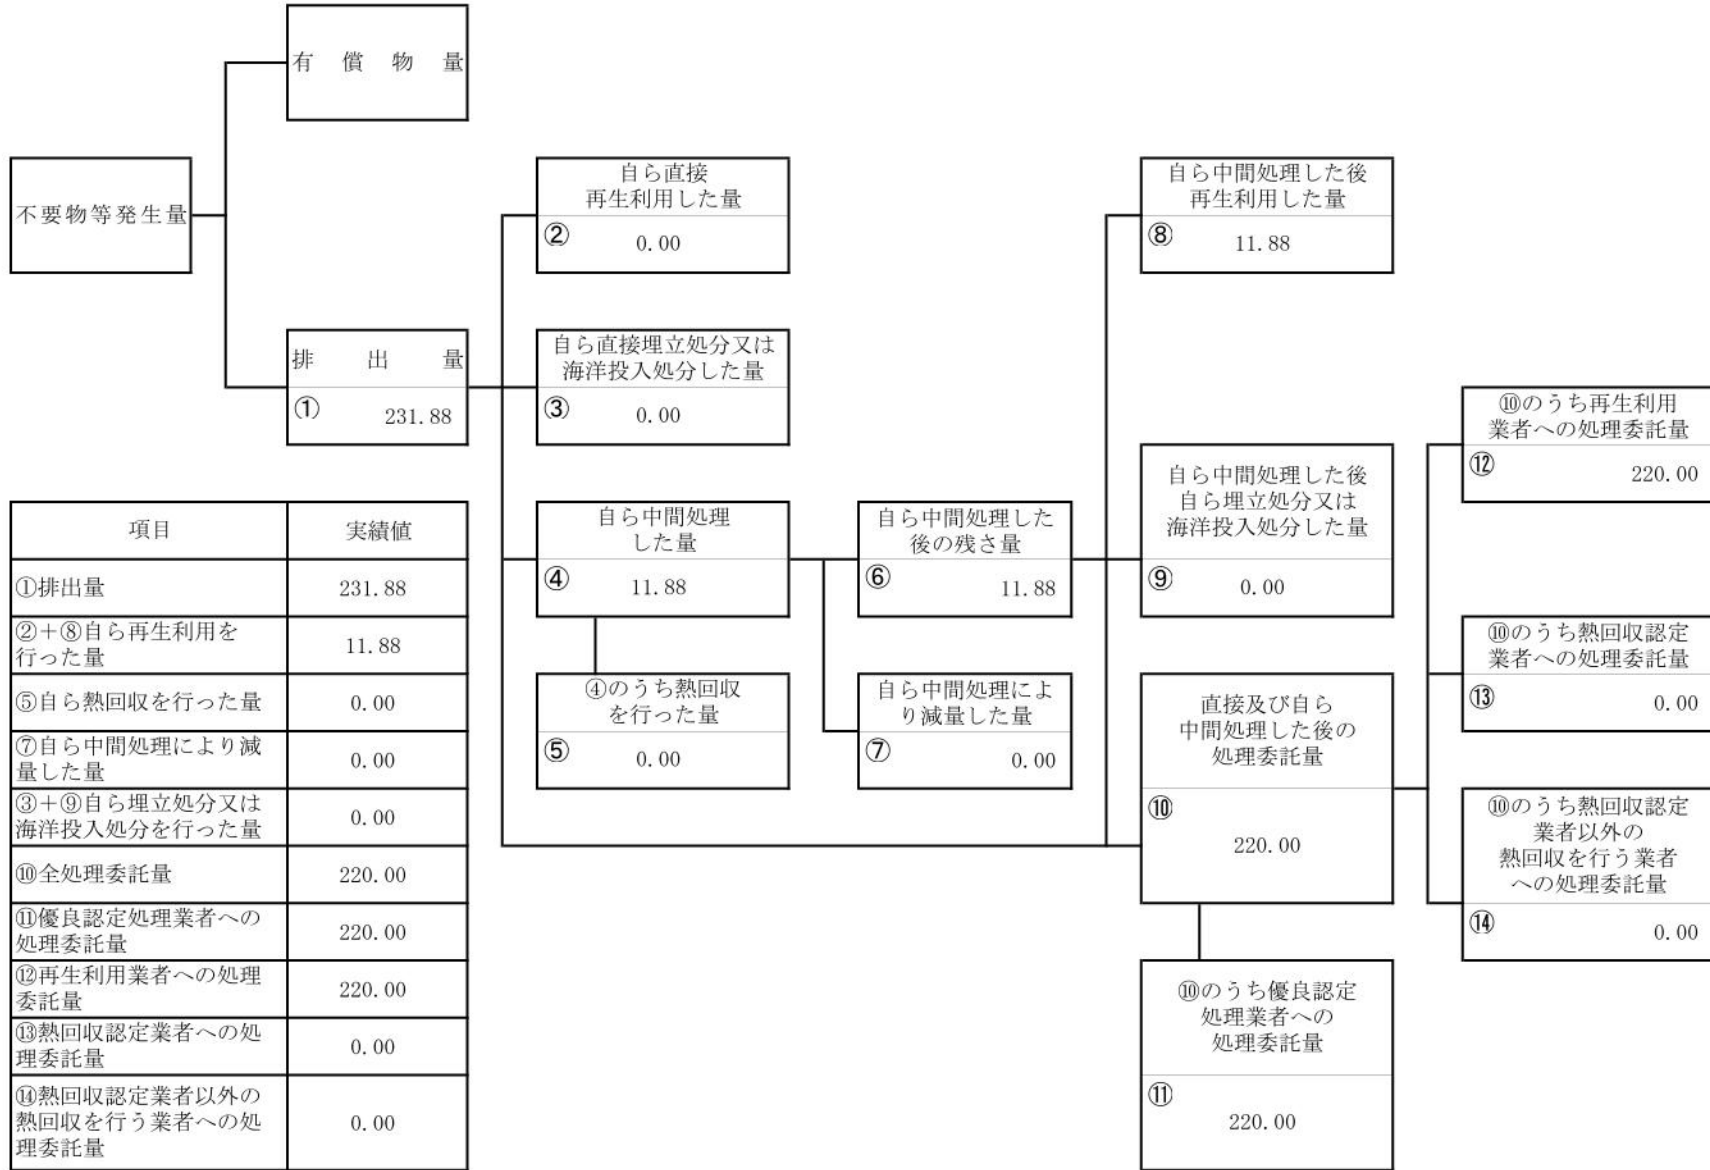 有償物量
不要物等発生量
排出量
① 231.88
自ら直接
再生利用した量
② 0.00
自ら直接埋立処分又は
海洋投入処分した量
③ 0.00
自ら中間処理
した量
④ 11.88
④のうち熱回収
を行った量
⑤ 0.00
自ら中間処理した
後の残さ量
⑥ 11.88
自ら中間処理によ
り減量した量
⑦ 0.00
自ら中間処理した後
再生利用した量
⑧ 11.88
自ら中間処理した後
自ら埋立処分又は
海洋投入処分した量
⑨ 0.00
直接及び自ら
中間処理した後の
処理委託量
⑩
220.00
⑩のうち優良認定
処理業者への
処理委託量
⑪
220.00
⑩のうち再生利用
業者への処理委託量
⑫ 220.00
⑩のうち熱回収認定
業者への処理委託量
⑬ 0.00
⑩のうち熱回収認定
業者以外の
熱回収を行う業者
への処理委託量
⑭ 0.00
項目 実績値
①排出量 231.88
②+⑧自ら再生利用を
行った量 11.88
⑤自ら熱回収を行った量 0.00
⑦自ら中間処理により減
量した量 0.00
③+⑨自ら埋立処分又は
海洋投入処分を行った量 0.00
⑩全処理委託量 220.00
⑪優良認定処理業者への
処理委託量 220.00
⑫再生利用業者への処理
委託量 220.00
⑬熱回収認定業者への処
理委託量 0.00
⑭熱回収認定業者以外の
熱回収を行う業者への処
理委託量 0.00